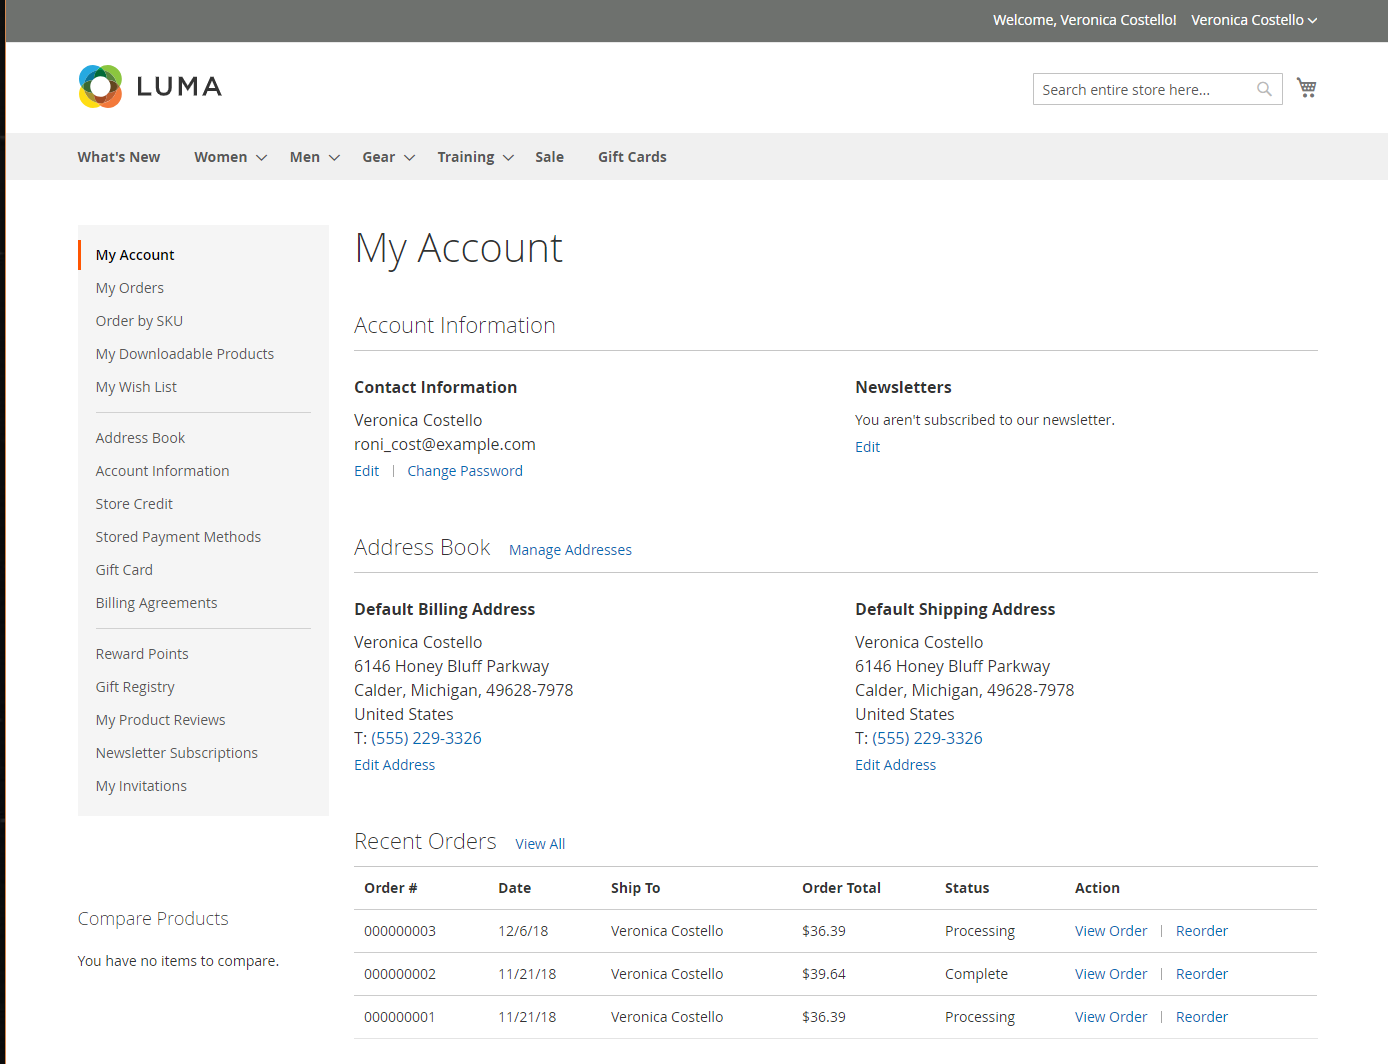 Welcome, Veronica Costello! Veronica Costello
LUMA
Search entire store here...
What's New Women Men Gear Training Sale Gift Cards
My Account
My Orders
Order by SKU
My Downloadable Products
My Wish List
Address Book
Account Information
Store Credit
Stored Payment Methods
Gift Card
Billing Agreements
Reward Points
Gift Registry
My Product Reviews
Newsletter Subscriptions
My Invitations
Compare Products
You have no items to compare.
My Account
Account Information
Contact Information
Veronica Costello
roni_cost@example.com
Edit | Change Password
Newsletters
You aren't subscribed to our newsletter.
Edit
Address Book Manage Addresses
Default Billing Address
Veronica Costello
6146 Honey Bluff Parkway
Calder, Michigan, 49628-7978
United States
T: (555) 229-3326
Edit Address
Default Shipping Address
Veronica Costello
6146 Honey Bluff Parkway
Calder, Michigan, 49628-7978
United States
T: (555) 229-3326
Edit Address
Recent Orders View All
Order # Date Ship To Order Total Status Action
000000003 12/6/18 Veronica Costello $36.39 Processing View Order | Reorder
000000002 11/21/18 Veronica Costello $39.64 Complete View Order | Reorder
000000001 11/21/18 Veronica Costello $36.39 Processing View Order | Reorder